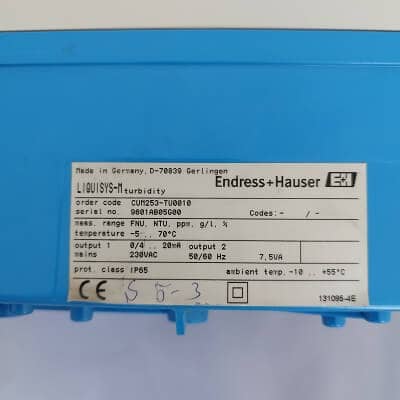 Made in Germany, D-70839 Gerlingen
LIQUISYS-M turbidity
Endress+Hauser E+H
order code CUM253-TU0010
serial no. 9801AB05G00 Codes:- / -
meas. range FNU, NTU, ppm, g/l, %
temperature -5 .. 70°C
output 1 0/4 .. 20mA output 2
mains 230VAC 50/60 Hz 7,5VA
prot. class IP65 ambient temp. -10 .. +55°C
CE S 5-3
131086-4E